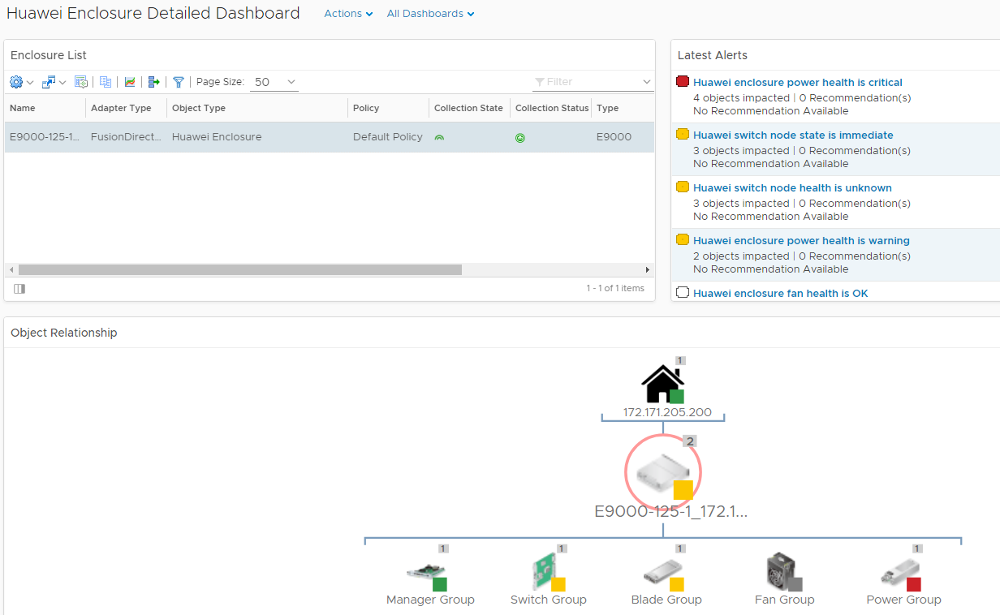 Huawei Enclosure Detailed Dashboard Actions All Dashboards
Enclosure List
Page Size: 50 Filter
Name Adapter Type Object Type Policy Collection State Collection Status Type
E9000-125-1... FusionDirect... Huawei Enclosure Default Policy E9000
1 - 1 of 1 items
Latest Alerts
Huawei enclosure power health is critical
4 objects impacted | 0 Recommendation(s)
No Recommendation Available
Huawei switch node state is immediate
3 objects impacted | 0 Recommendation(s)
No Recommendation Available
Huawei switch node health is unknown
3 objects impacted | 0 Recommendation(s)
No Recommendation Available
Huawei enclosure power health is warning
2 objects impacted | 0 Recommendation(s)
No Recommendation Available
Huawei enclosure fan health is OK
Object Relationship
1
172.171.205.200
2
E9000-125-1_172.1...
1 1 1 1
Manager Group Switch Group Blade Group Fan Group Power Group